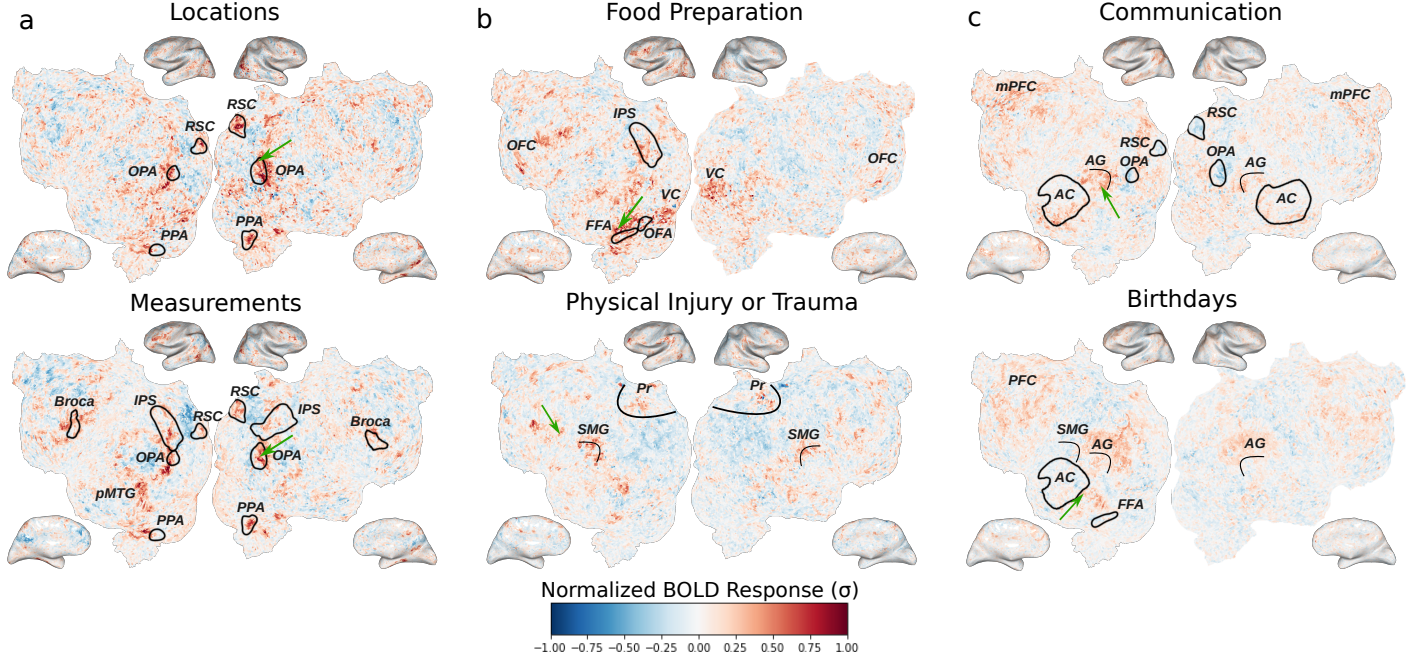 a
Locations
RSC
RSC
OPA
OPA
PPA
PPA
b
Food Preparation
IPS
OFC
OFC
VC
VC
FFA
OFA
c
Communication
mPFC
mPFC
RSC
RSC
OPA
OPA
AG
AG
AC
AC
Measurements
Broca
IPS
RSC
RSC
IPS
Broca
OPA
OPA
pMTG
PPA
PPA
Physical Injury or Trauma
Pr
Pr
SMG
SMG
Birthdays
PFC
SMG
AG
AG
AC
FFA
Normalized BOLD Response (σ)
−1.00 −0.75 −0.50 −0.25 0.00 0.25 0.50 0.75 1.00